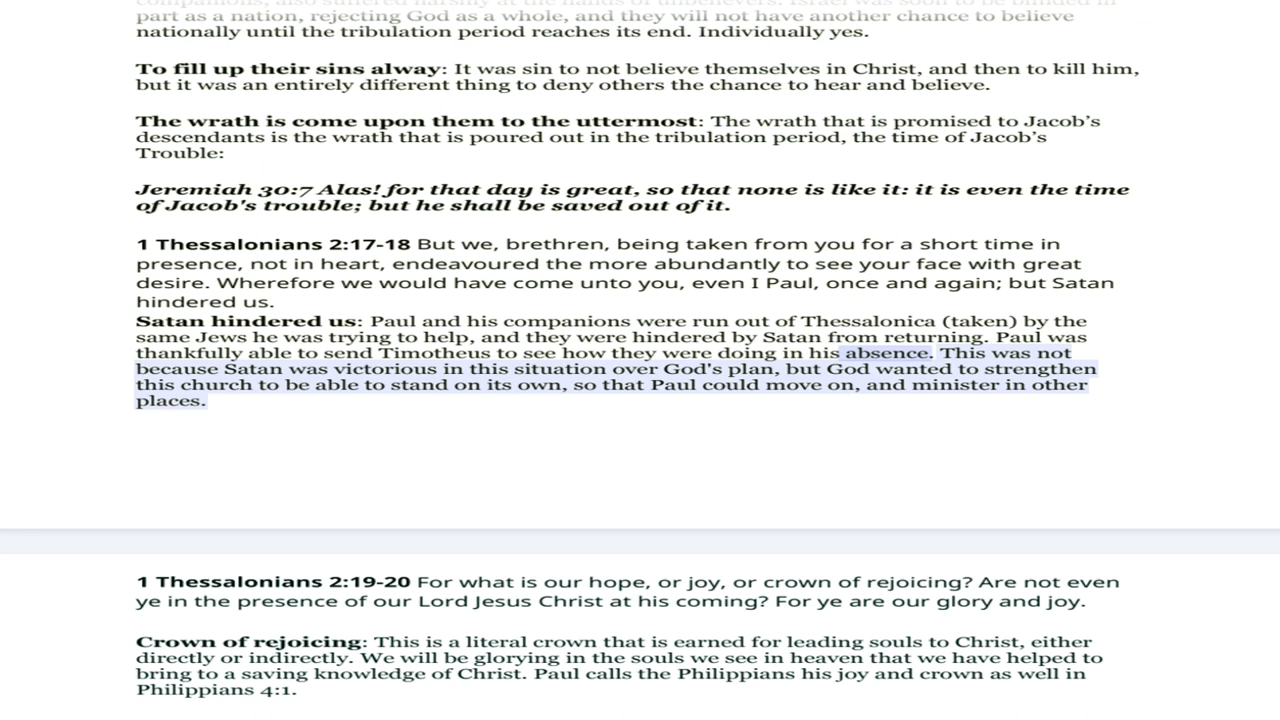 companions, also suffered harshly at the hands of unbelievers. Israel was soon to be blinded in
part as a nation, rejecting God as a whole, and they will not have another chance to believe
nationally until the tribulation period reaches its end. Individually yes.
To fill up their sins alway: It was sin to not believe themselves in Christ, and then to kill him,
but it was an entirely different thing to deny others the chance to hear and believe.
The wrath is come upon them to the uttermost: The wrath that is promised to Jacob's
descendants is the wrath that is poured out in the tribulation period, the time of Jacob's
Trouble:
Jeremiah 30:7 Alas! for that day is great, so that none is like it: it is even the time
of Jacob's trouble; but he shall be saved out of it.
1 Thessalonians 2:17-18 But we, brethren, being taken from you for a short time in
presence, not in heart, endeavoured the more abundantly to see your face with great
desire. Wherefore we would have come unto you, even I Paul, once and again; but Satan
hindered us.
Satan hindered us: Paul and his companions were run out of Thessalonica (taken) by the
same Jews he was trying to help, and they were hindered by Satan from returning. Paul was
thankfully able to send Timotheus to see how they were doing in his absence. This was not
because Satan was victorious in this situation over God's plan, but God wanted to strengthen
this church to be able to stand on its own, so that Paul could move on, and minister in other
places.
1 Thessalonians 2:19-20 For what is our hope, or joy, or crown of rejoicing? Are not even
ye in the presence of our Lord Jesus Christ at his coming? For ye are our glory and joy.
Crown of rejoicing: This is a literal crown that is earned for leading souls to Christ, either
directly or indirectly. We will be glorying in the souls we see in heaven that we have helped to
bring to a saving knowledge of Christ. Paul calls the Philippians his joy and crown as well in
Philippians 4:1.